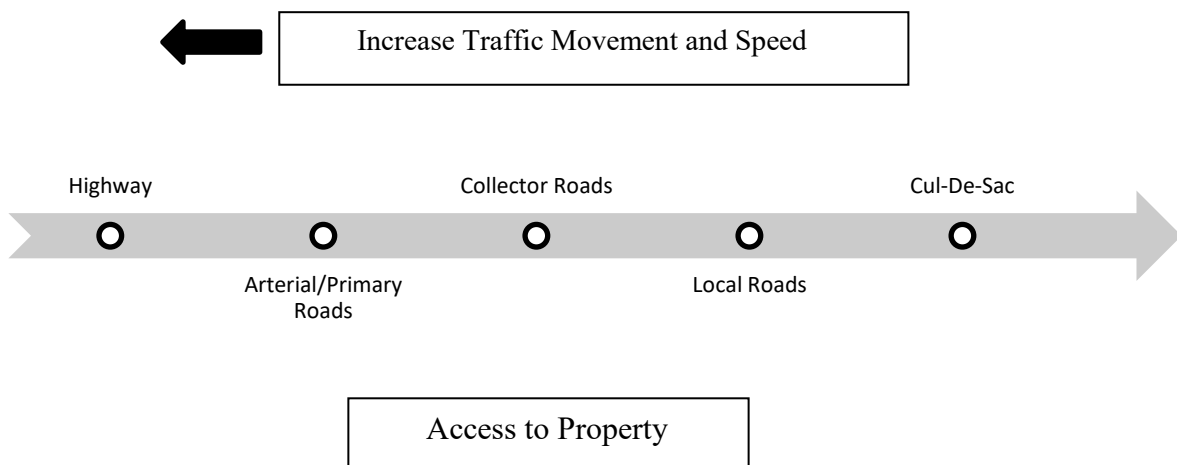 Increase Traffic Movement and Speed
Highway
Collector Roads
Cul-De-Sac
Arterial/Primary
Roads
Local Roads
Access to Property